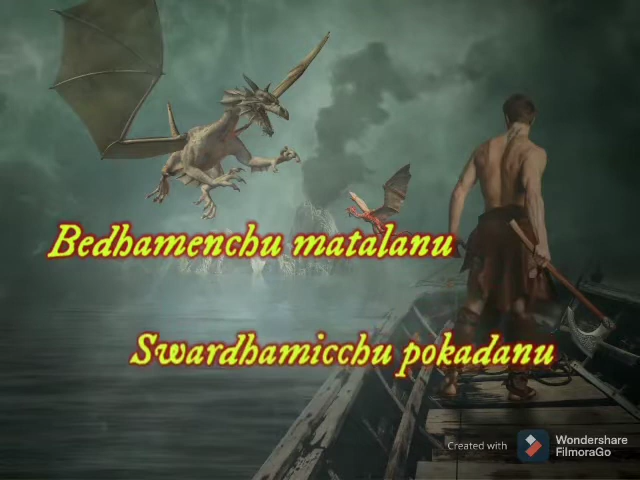 Bedhamenchu matalanu
Swardhamicchu pokadanu
Created with Wondershare
FilmoraGo